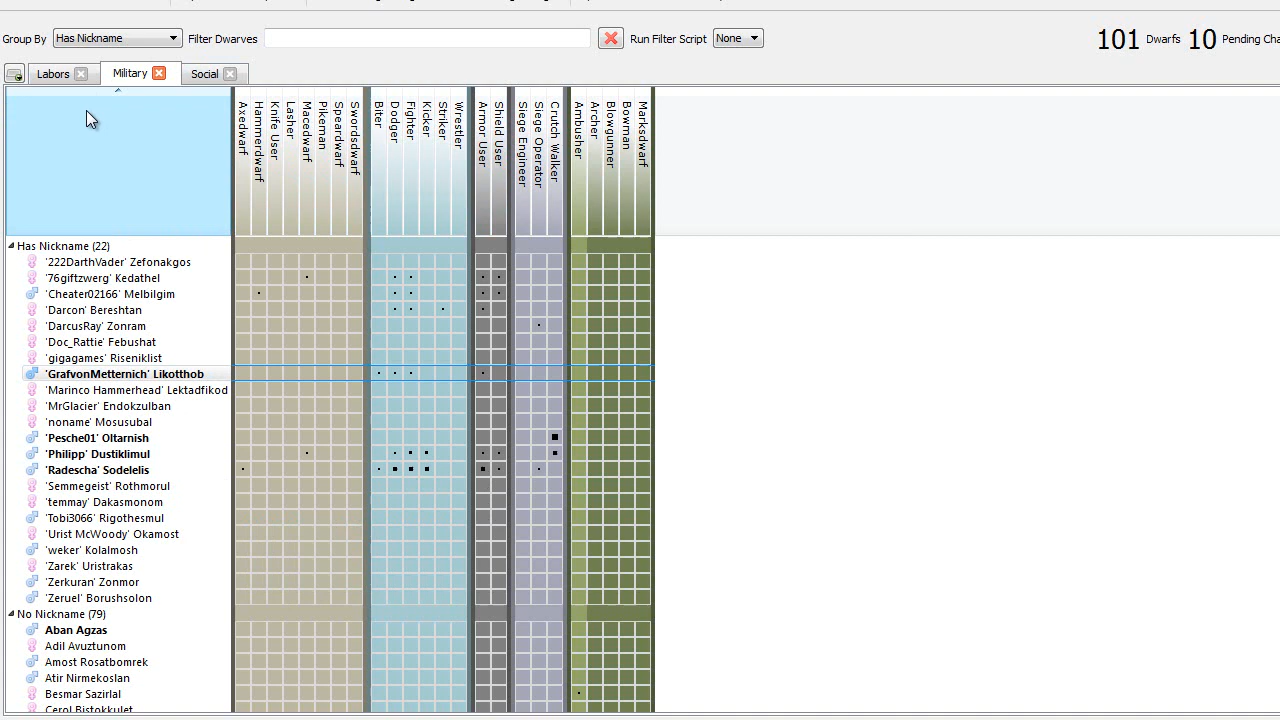 Group By Has Nickname Filter Dwarves Run Filter Script None 101 Dwarfs 10 Pending Cha
Labors Military Social
Axedwarf Hammerdwarf Knife User Lasher Macedwarf Pikeman Speardwarf Swordsdwarf Biter Dodger Fighter Kicker Striker Wrestler Armor User Shield User Siege Engineer Siege Operator Crutch Walker Ambusher Archer Blowgunner Bowman Marksdwarf
Has Nickname (22)
'222DarthVader' Zefonakgos
'76giftzwerg' Kedathel
'Cheater02166' Melbilgim
'Darcon' Bereshtan
'DarcusRay' Zonram
'Doc_Rattie' Febushat
'gigagames' Riseniklist
'GrafvonMetternich' Likotthob
'Marinco Hammerhead' Lektadfikod
'MrGlacier' Endokzulban
'noname' Mosusubal
'Pesche01' Oltarnish
'Philipp' Dustiklimul
'Radescha' Sodelelis
'Semmegeist' Rothmorul
'temmay' Dakasmonom
'Tobi3066' Rigothesmul
'Urist McWoody' Okamost
'weker' Kolalmosh
'Zarek' Uristrakas
'Zerkuran' Zonmor
'Zeruel' Borushsolon
No Nickname (79)
Aban Agzas
Adil Avuztunom
Amost Rosatbomrek
Atir Nirmekoslan
Besmar Sazirlal
Cerol Bistokkulet